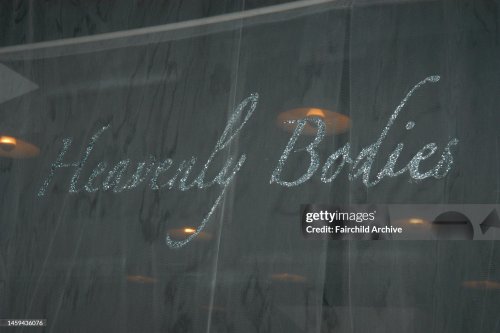 Heavenly Bodies
gettyimages®
Credit: Fairchild Archive
1459436076